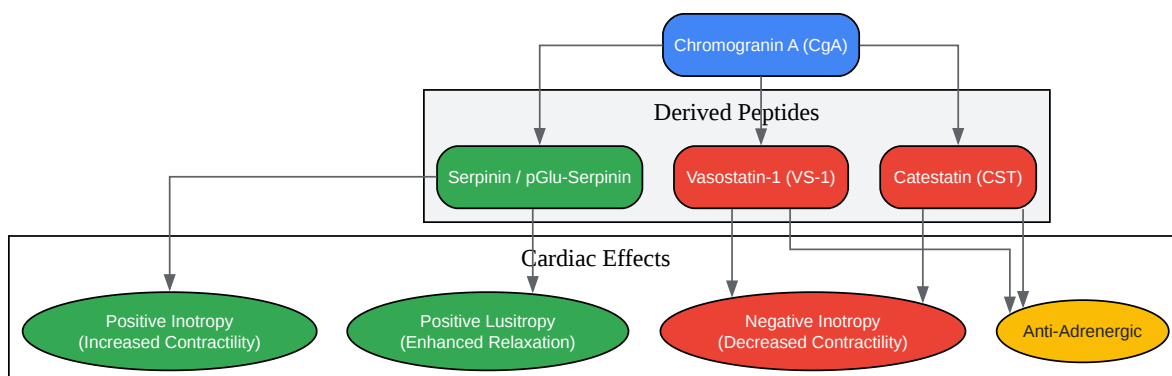 Chromogranin A (CgA)
Derived Peptides
Serpinin / pGlu-Serpinin
Vasostatin-1 (VS-1)
Catestatin (CST)
Cardiac Effects
Positive Inotropy
(Increased Contractility)
Positive Lusitropy
(Enhanced Relaxation)
Negative Inotropy
(Decreased Contractility)
Anti-Adrenergic